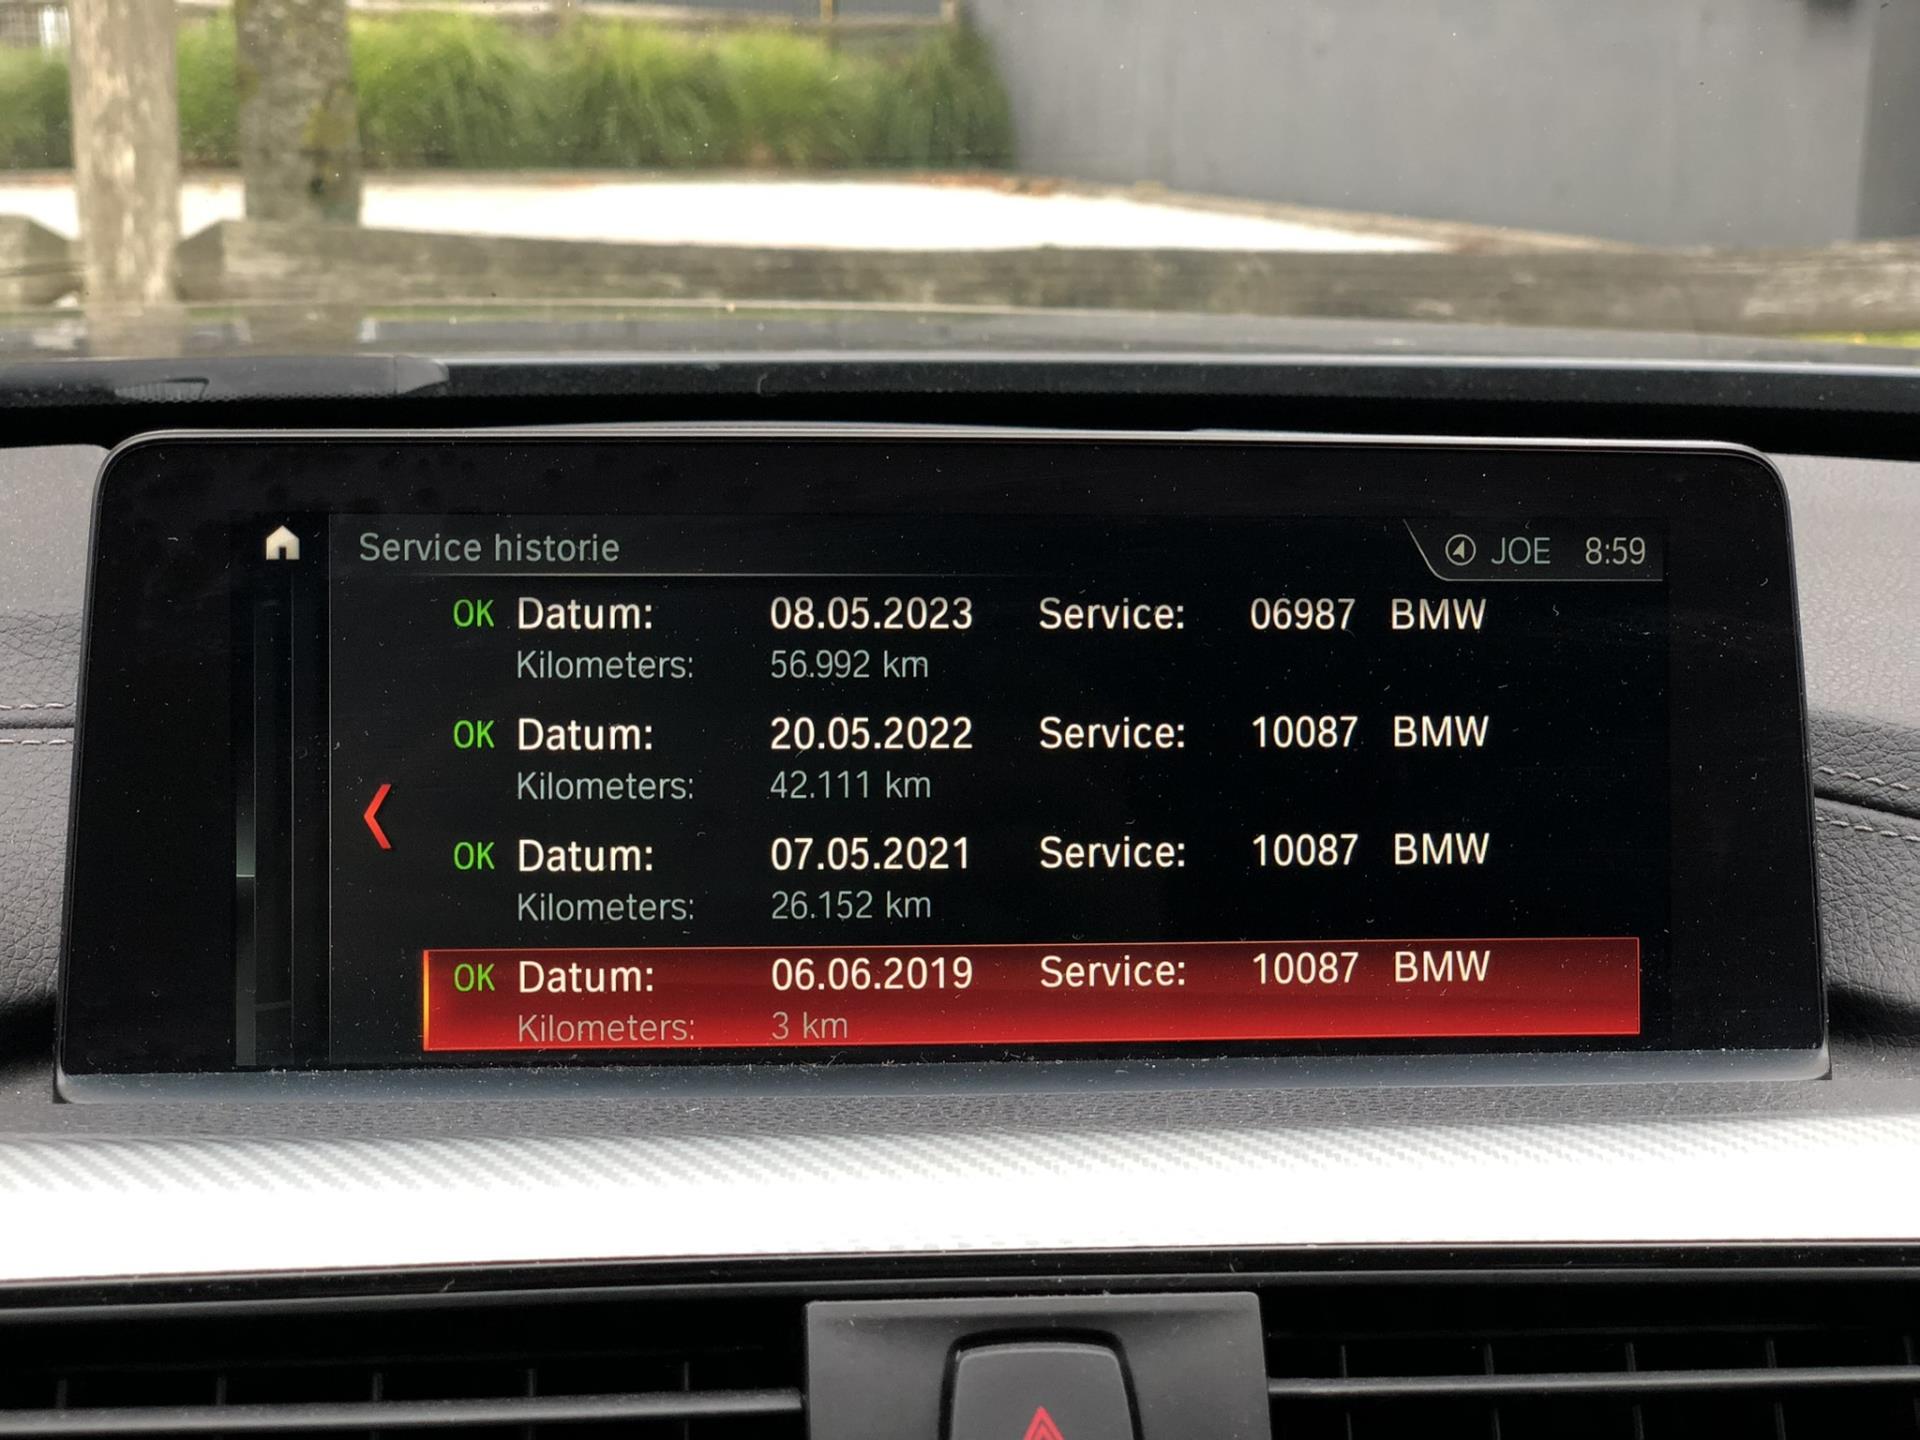 Service historie JOE 8:59
OK Datum: 08.05.2023 Service: 06987 BMW
Kilometers: 56.992 km
OK Datum: 20.05.2022 Service: 10087 BMW
Kilometers: 42.111 km
OK Datum: 07.05.2021 Service: 10087 BMW
Kilometers: 26.152 km
OK Datum: 06.06.2019 Service: 10087 BMW
Kilometers: 3 km